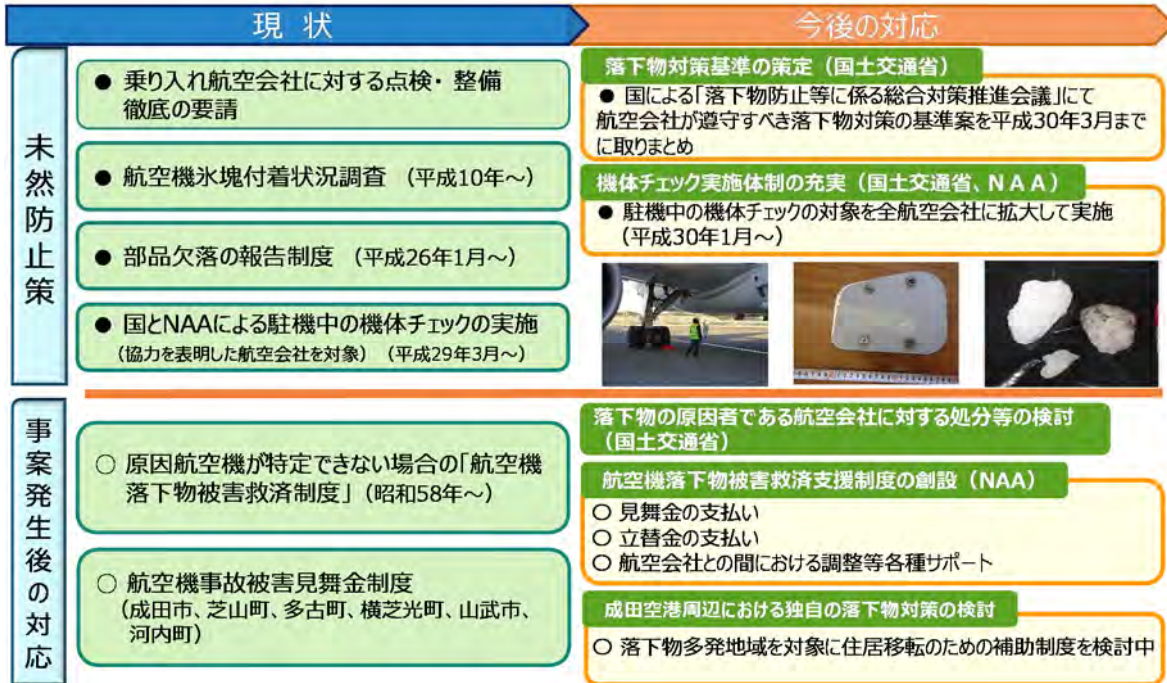 現 状
今後の対応
未然防止策
● 乗り入れ航空会社に対する点検・整備
徹底の要請
● 航空機氷塊付着状況調査 （平成10年～）
● 部品欠落の報告制度 （平成26年1月～）
● 国とNAAによる駐機中の機体チェックの実施
（協力を表明した航空会社を対象）（平成29年3月～）
落下物対策基準の策定（国土交通省）
● 国による「落下物防止等に係る総合対策推進会議」にて
航空会社が遵守すべき落下物対策の基準案を平成30年3月まで
に取りまとめ
機体チェック実施体制の充実（国土交通省、ＮＡＡ）
● 駐機中の機体チェックの対象を全航空会社に拡大して実施
（平成30年1月～）
事案発生後の対応
○ 原因航空機が特定できない場合の「航空機
落下物被害救済制度」（昭和58年～）
○ 航空機事故被害見舞金制度
（成田市、芝山町、多古町、横芝光町、山武市、
河内町）
落下物の原因者である航空会社に対する処分等の検討
（国土交通省）
航空機落下物被害救済支援制度の創設（NAA）
○ 見舞金の支払い
○ 立替金の支払い
○ 航空会社との間における調整等各種サポート
成田空港周辺における独自の落下物対策の検討
○ 落下物多発地域を対象に住居移転のための補助制度を検討中